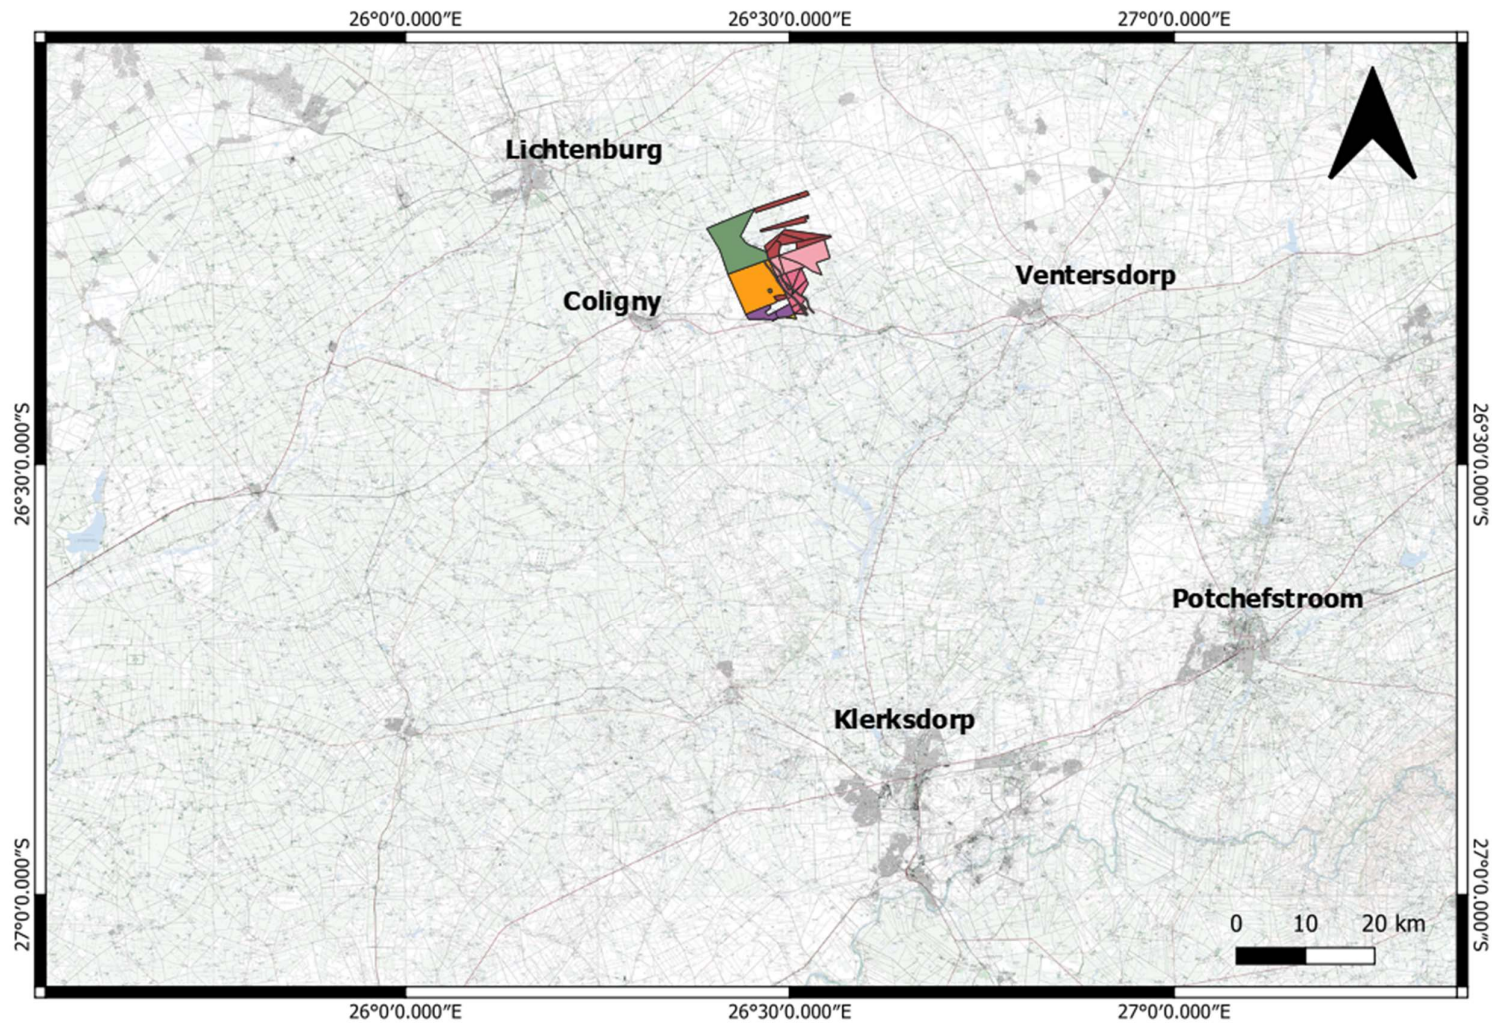 26°0′0.000″E 26°30′0.000″E 27°0′0.000″E
Lichtenburg
Ventersdorp
Coligny
26°30′0.000″S 26°30′0.000″S
Potchefstroom
Klerksdorp
27°0′0.000″S 27°0′0.000″S
0 10 20 km
26°0′0.000″E 26°30′0.000″E 27°0′0.000″E